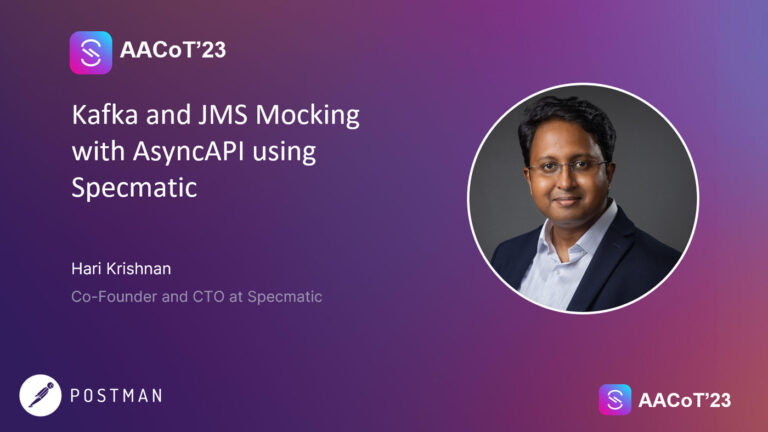 AACoT’23
Kafka and JMS Mocking
with AsyncAPI using
Specmatic
Hari Krishnan
Co-Founder and CTO at Specmatic
POSTMAN
AACoT’23